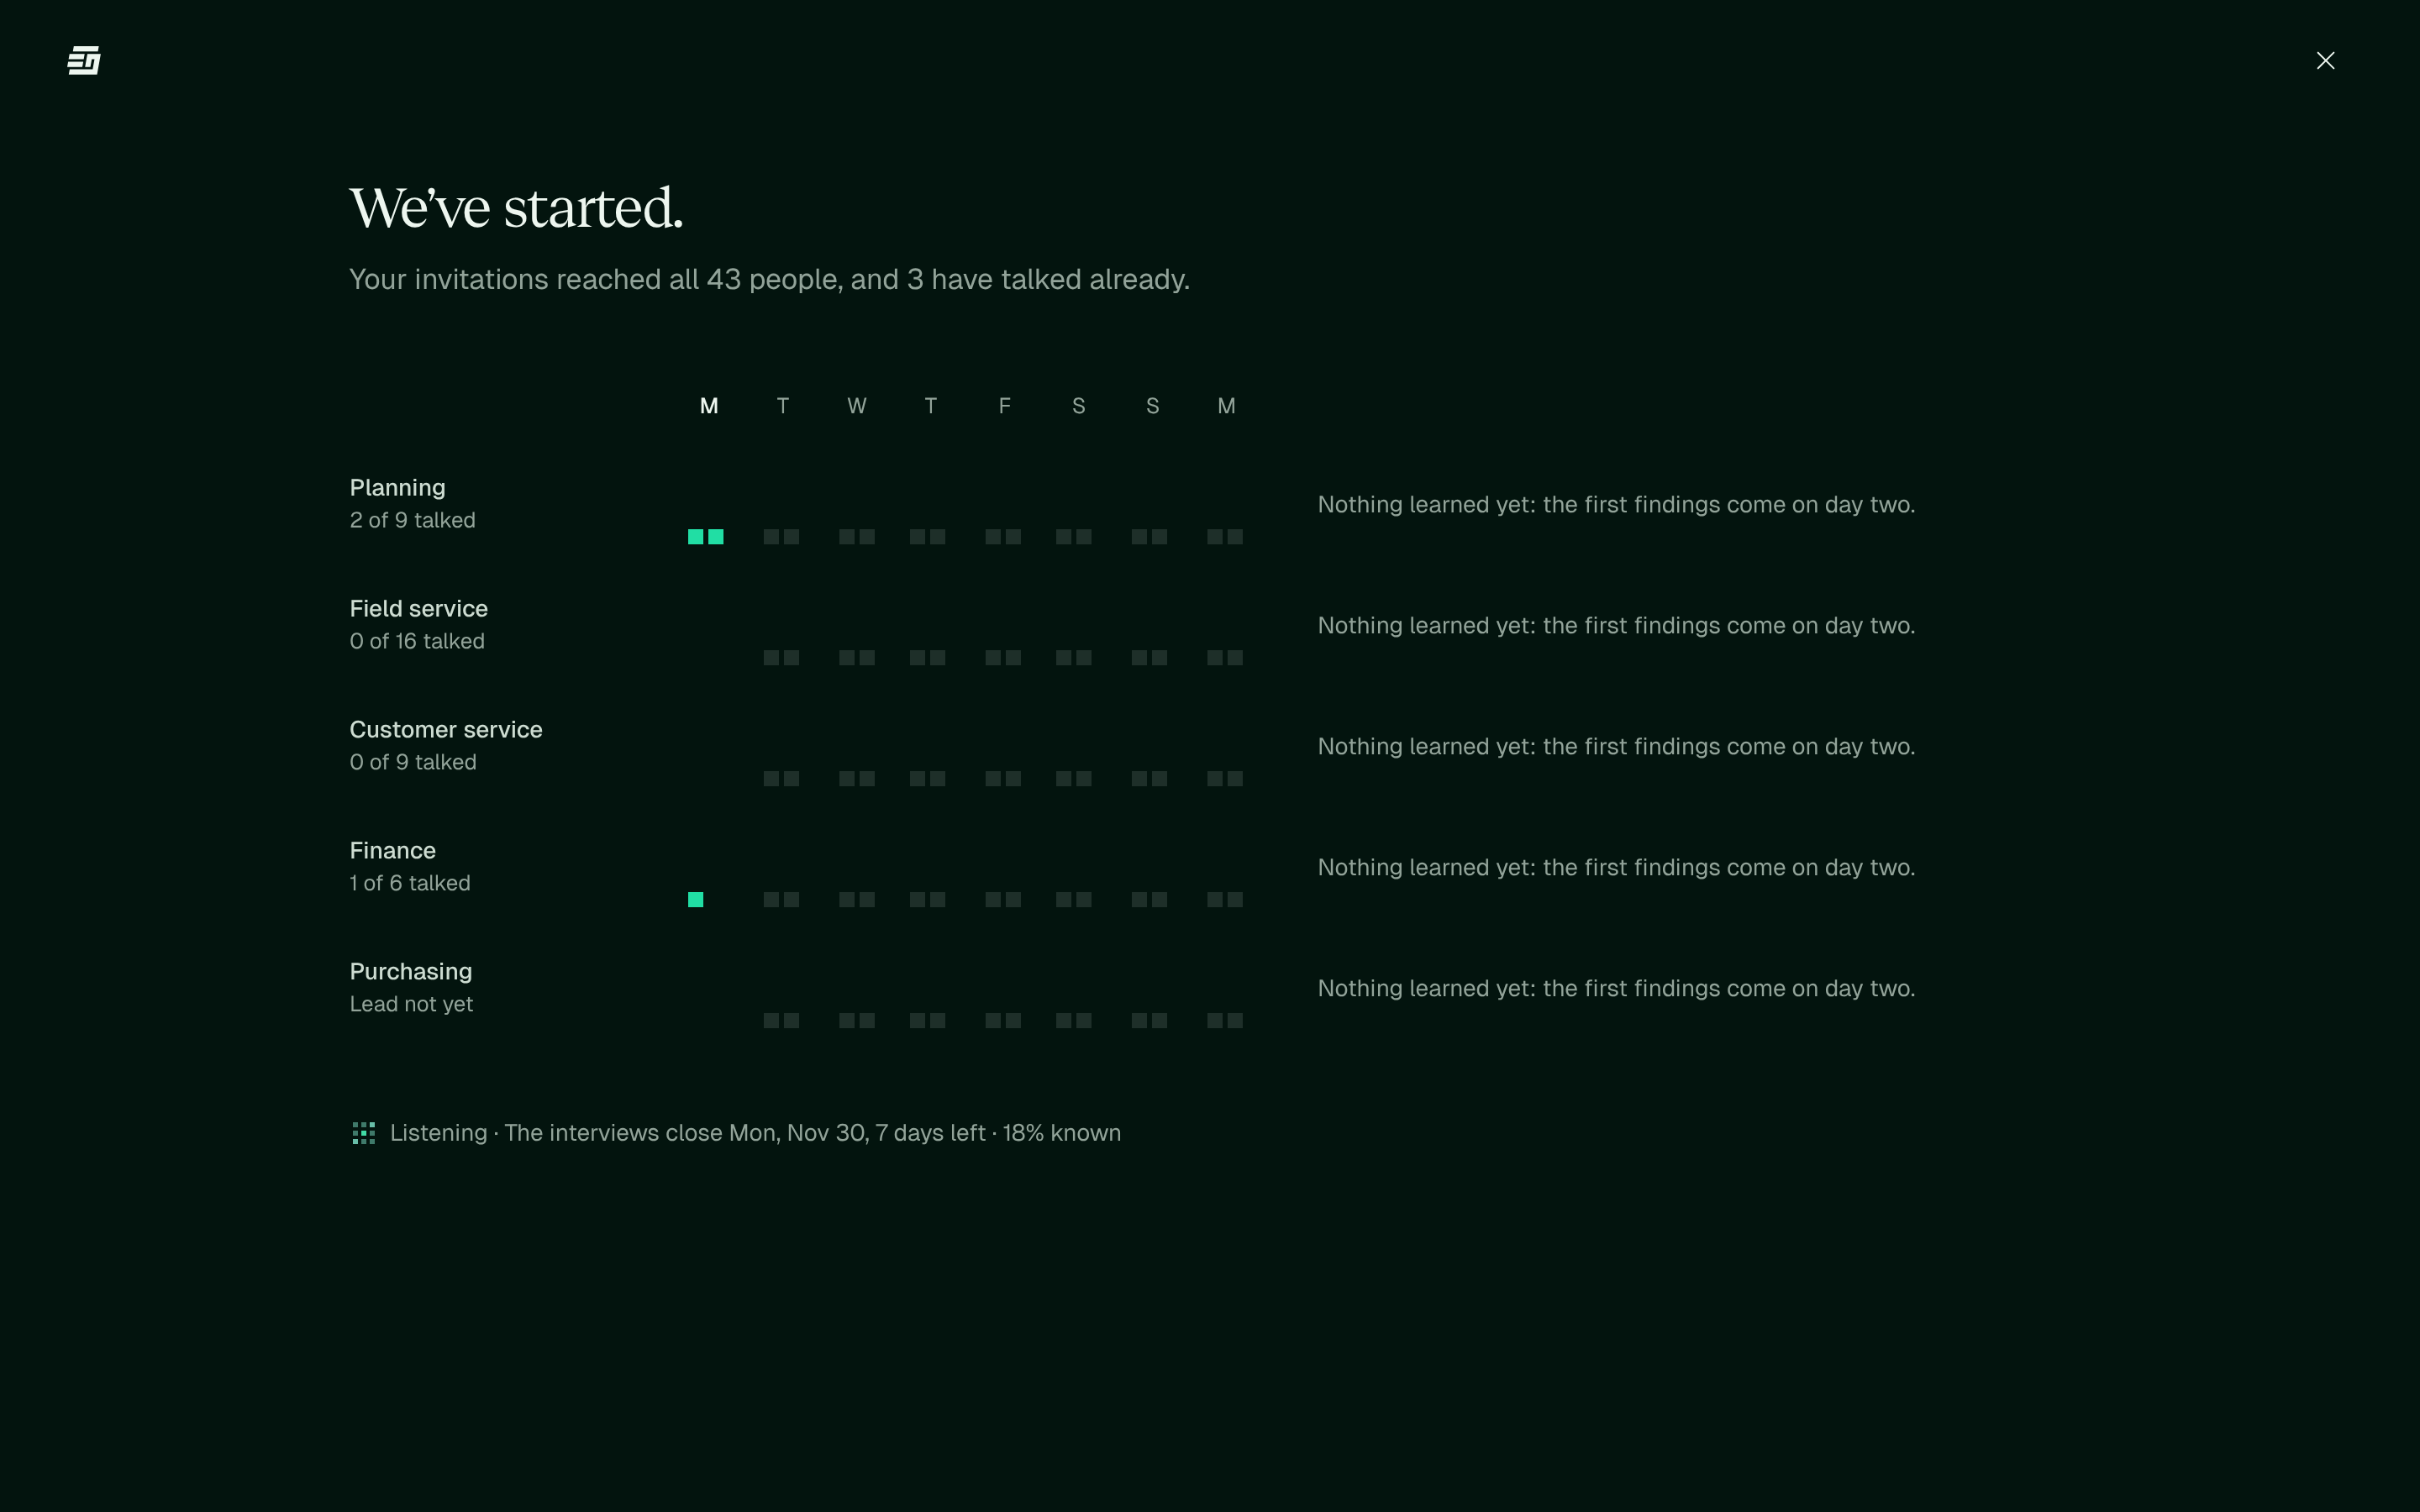 We’ve started.
Your invitations reached all 43 people, and 3 have talked already.
M T W T F S S M
Planning
2 of 9 talked
Nothing learned yet: the first findings come on day two.
Field service
0 of 16 talked
Nothing learned yet: the first findings come on day two.
Customer service
0 of 9 talked
Nothing learned yet: the first findings come on day two.
Finance
1 of 6 talked
Nothing learned yet: the first findings come on day two.
Purchasing
Lead not yet
Nothing learned yet: the first findings come on day two.
Listening · The interviews close Mon, Nov 30, 7 days left · 18% known